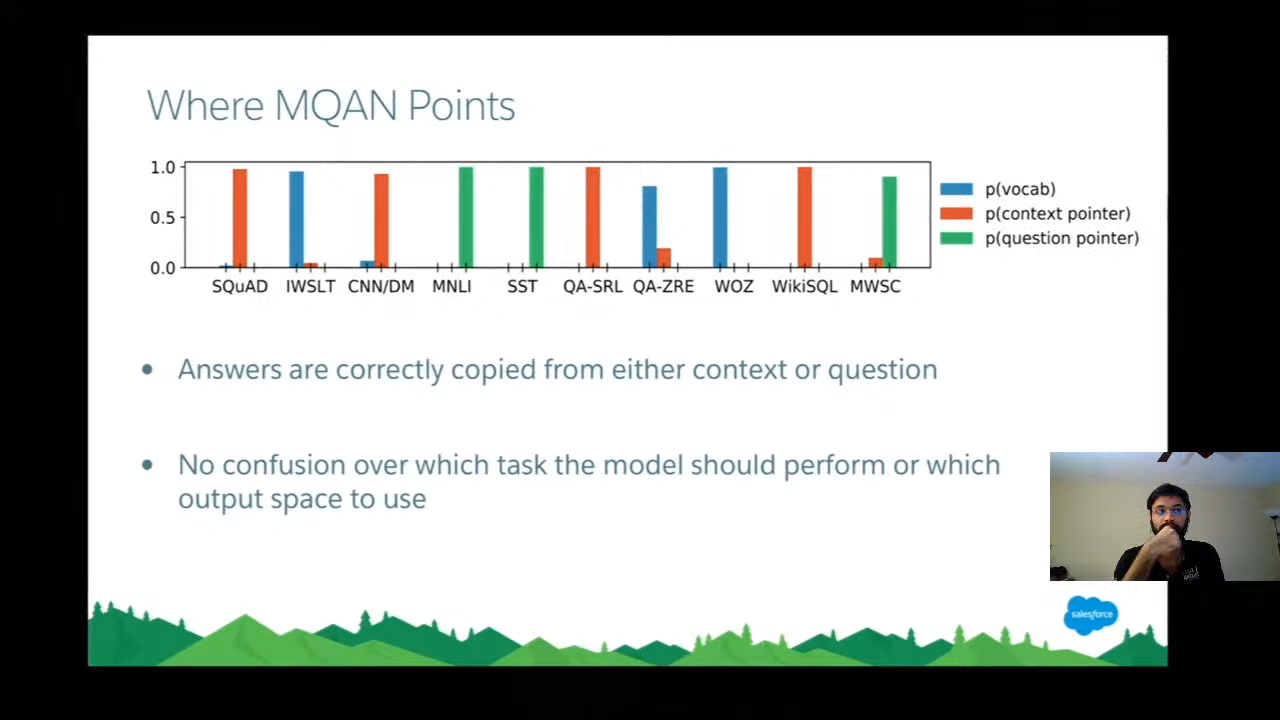 Where MQAN Points
1.0
0.5
0.0
SQuAD IWSLT CNN/DM MNLI SST QA-SRL QA-ZRE WOZ WikiSQL MWSC
p(vocab)
p(context pointer)
p(question pointer)
• Answers are correctly copied from either context or question
• No confusion over which task the model should perform or which
output space to use
salesforce